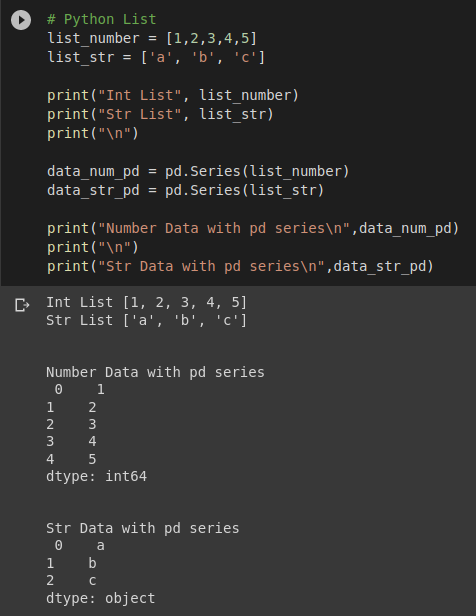 # Python List
list_number = [1,2,3,4,5]
list_str = ['a', 'b', 'c']
print("Int List", list_number)
print("Str List", list_str)
print("\n")
data_num_pd = pd.Series(list_number)
data_str_pd = pd.Series(list_str)
print("Number Data with pd series\n",data_num_pd)
print("\n")
print("Str Data with pd series\n",data_str_pd)
Int List [1, 2, 3, 4, 5]
Str List ['a', 'b', 'c']
Number Data with pd series
 0    1
1    2
2    3
3    4
4    5
dtype: int64
Str Data with pd series
 0    a
1    b
2    c
dtype: object